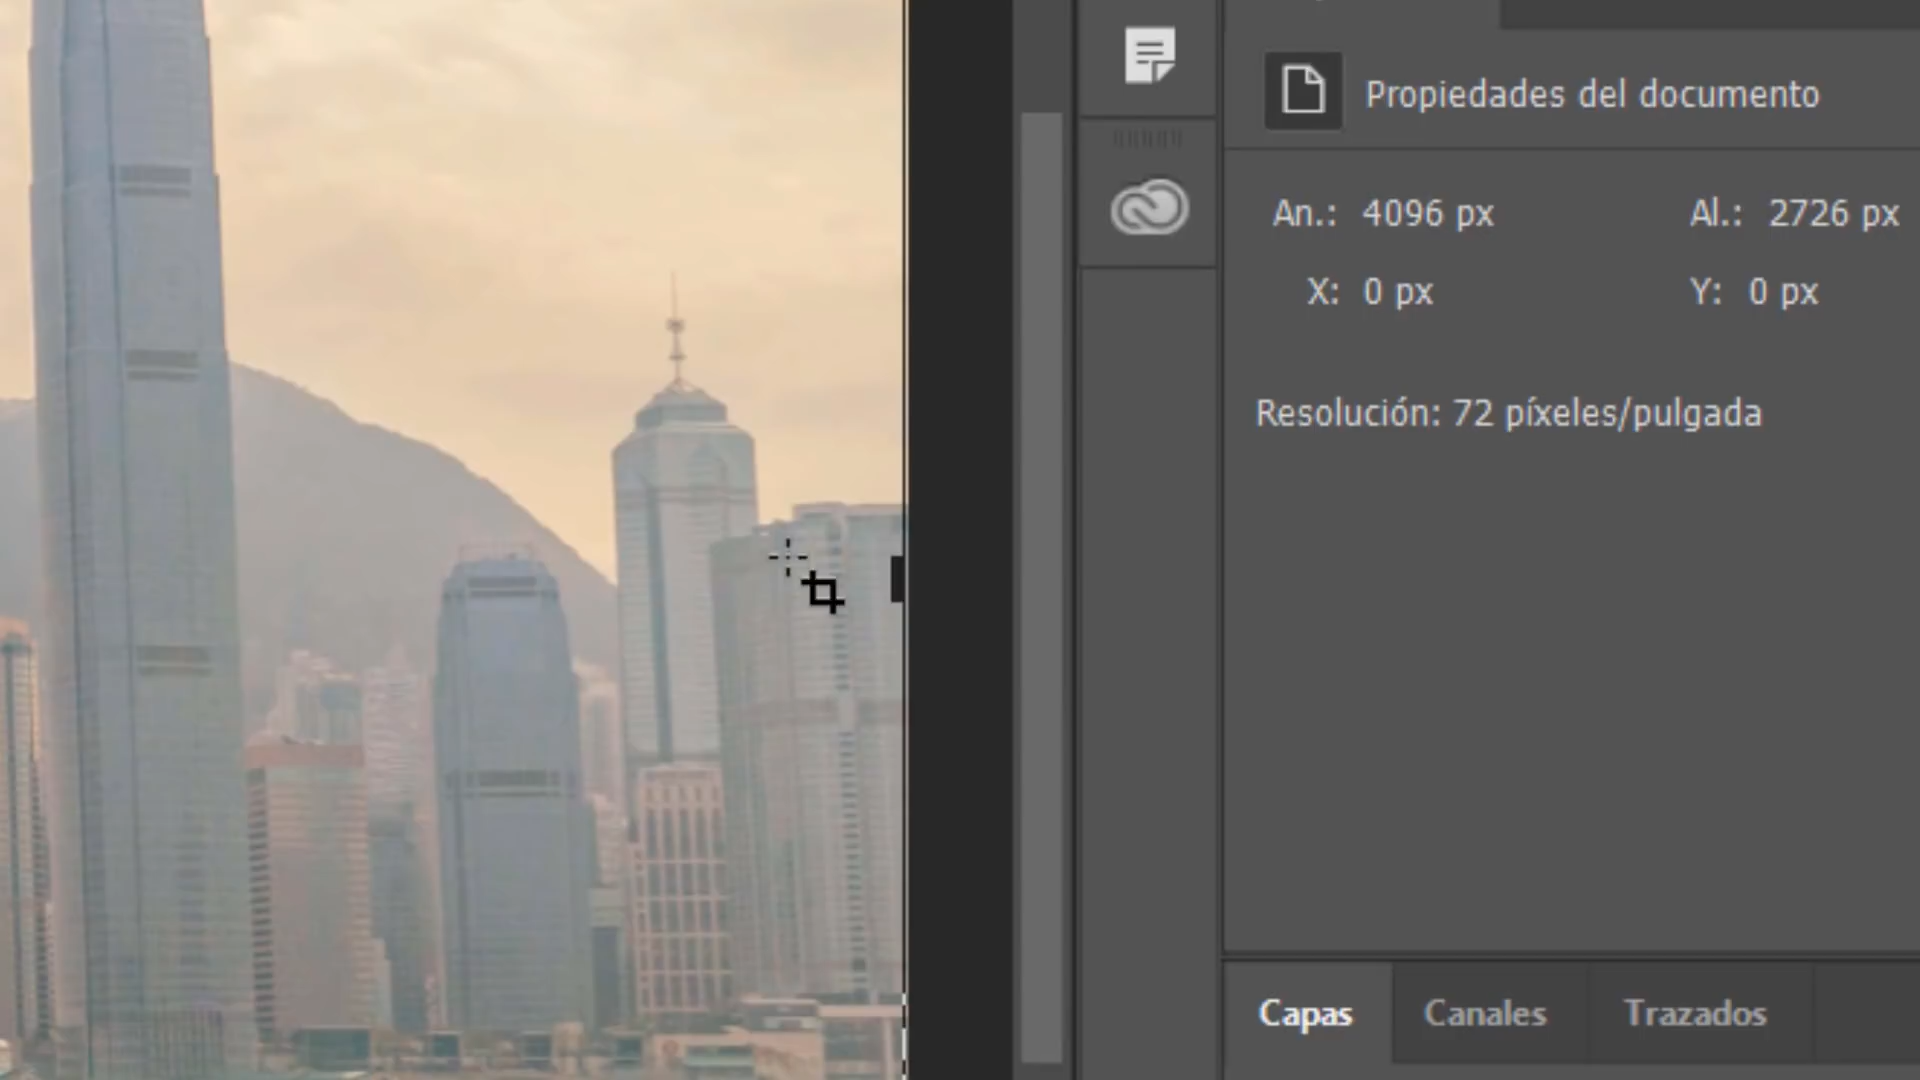 Propiedades del documento
An.: 4096 px Al.: 2726 px
X: 0 px Y: 0 px
Resolución: 72 píxeles/pulgada
Capas Canales Trazados